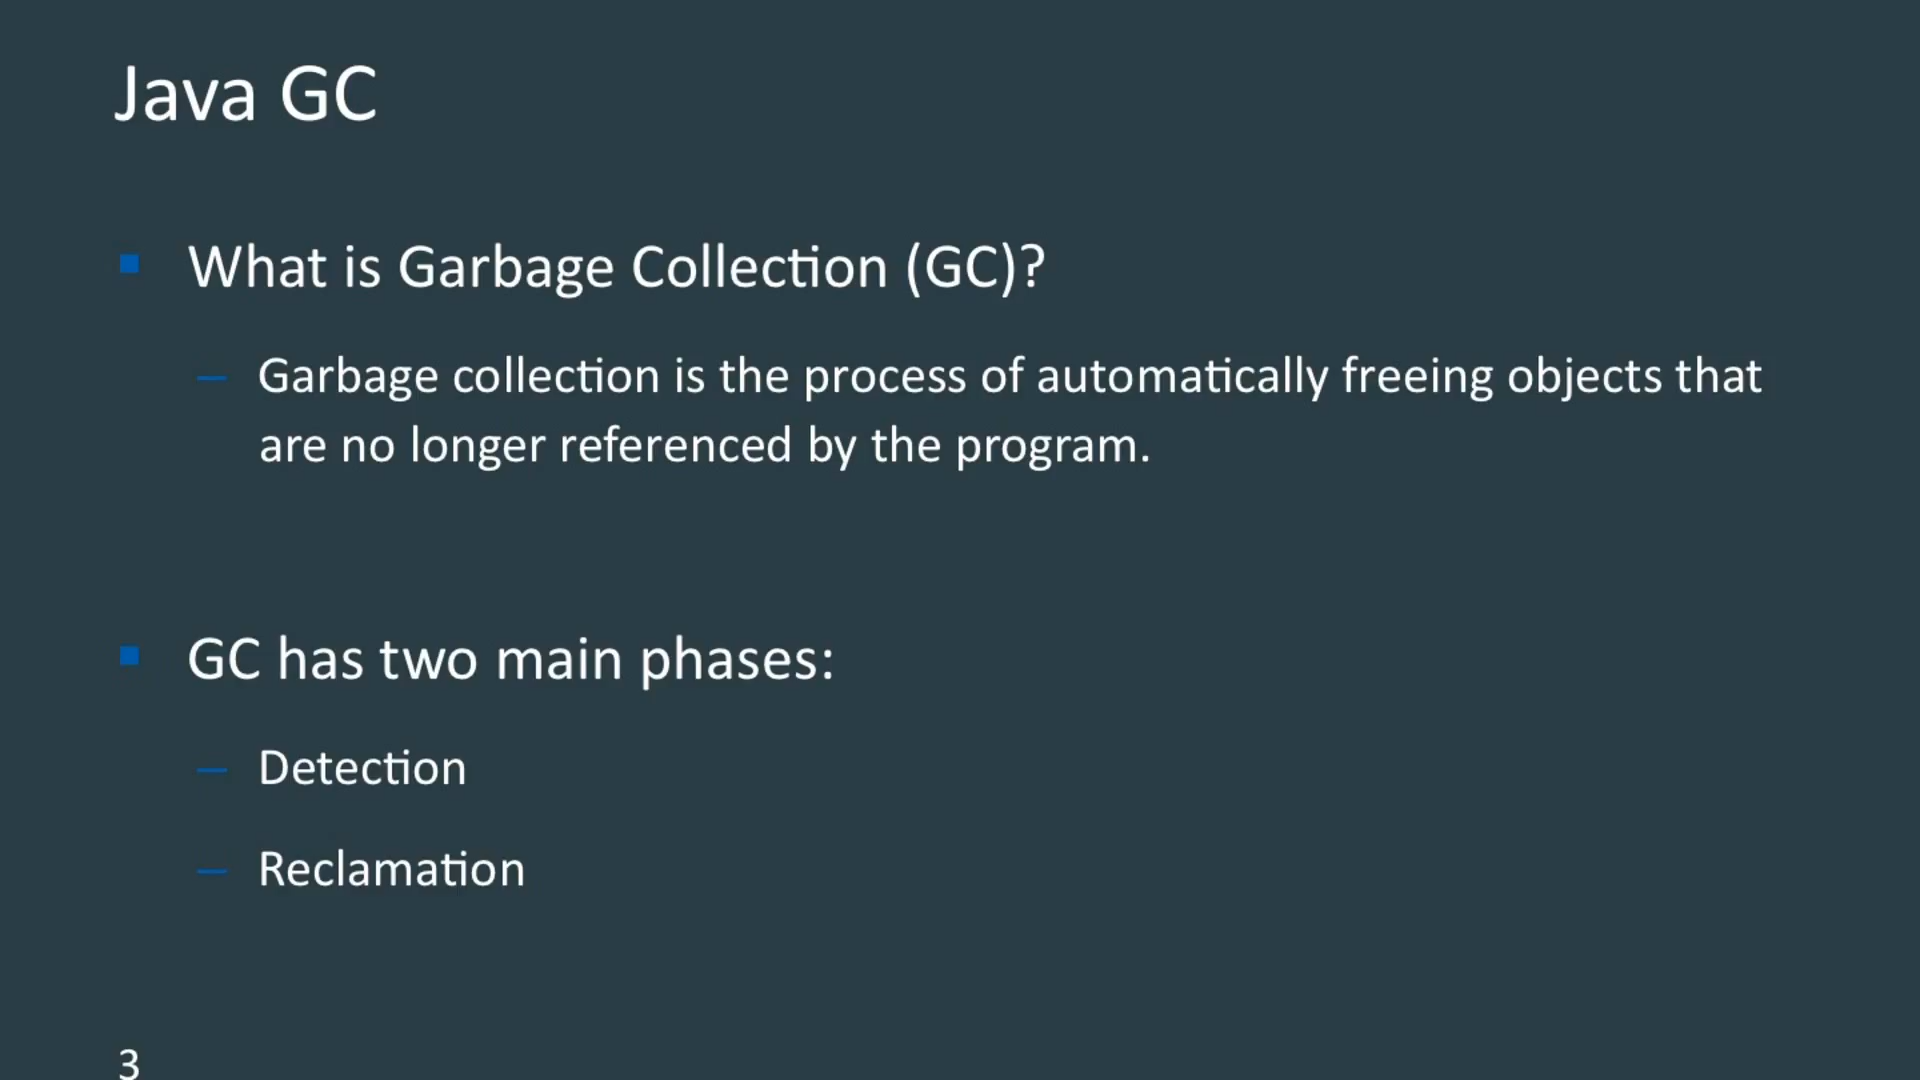 Java GC
What is Garbage Collection (GC)?
Garbage collection is the process of automatically freeing objects that
are no longer referenced by the program.
GC has two main phases:
Detection
Reclamation
3